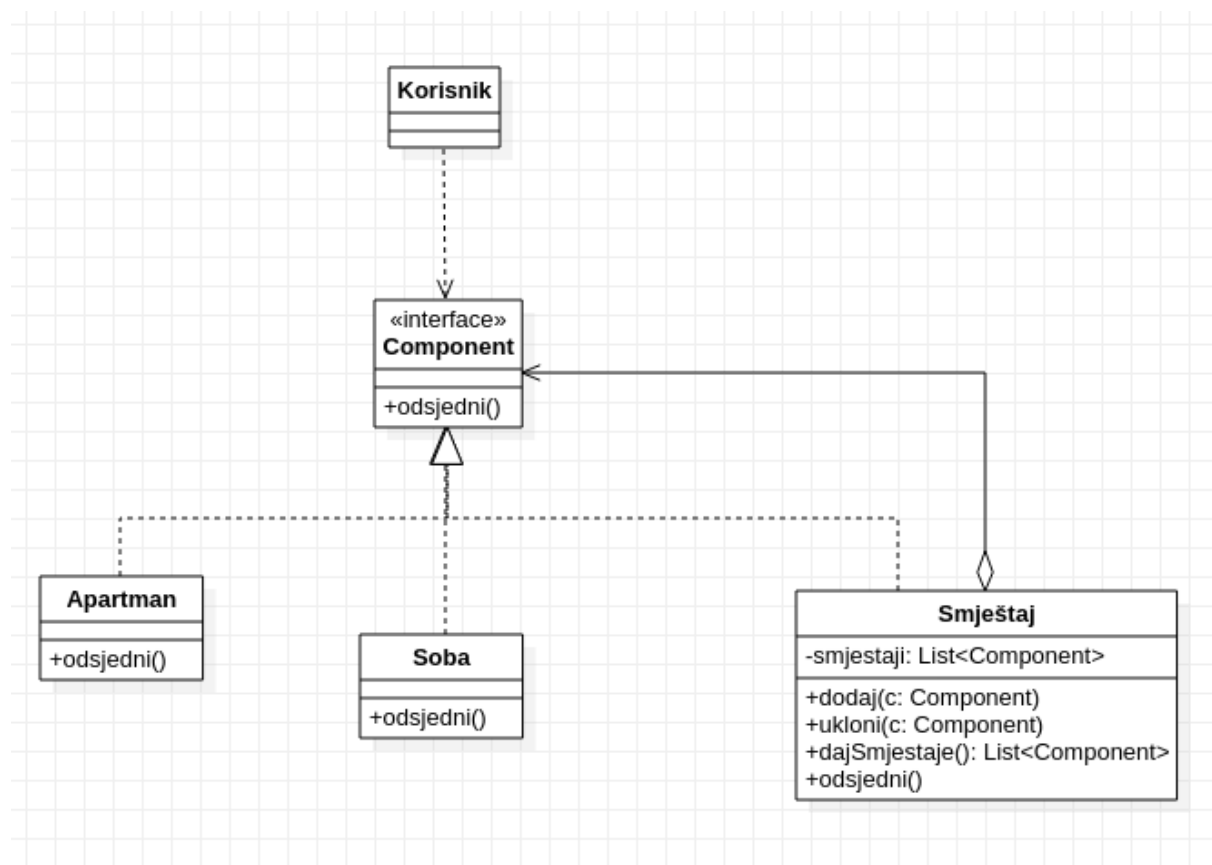 Korisnik
«interface»
Component
+odsjedni()
Apartman
+odsjedni()
Soba
+odsjedni()
Smještaj
-smjestaji: List<Component>
+dodaj(c: Component)
+ukloni(c: Component)
+dajSmjestaje(): List<Component>
+odsjedni()